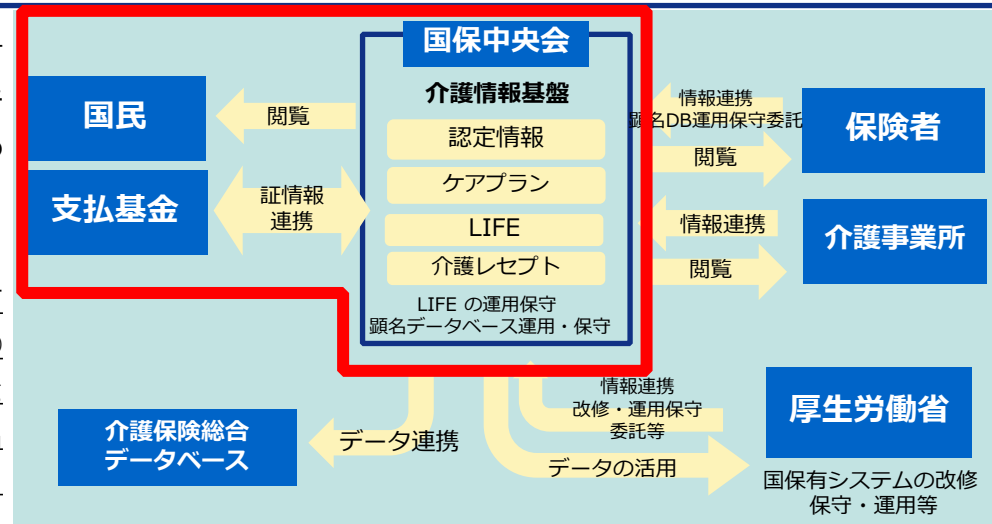 国保中央会
介護情報基盤
認定情報
ケアプラン
LIFE
介護レセプト
LIFE の運用保守
顕名データベース運用・保守
国民
閲覧
支払基金
証情報
連携
情報連携
顕名DB運用保守委託
閲覧
保険者
情報連携
閲覧
介護事業所
介護保険総合
データベース
データ連携
情報連携
改修・運用保守
委託等
データの活用
厚生労働省
国保有システムの改修
保守・運用等